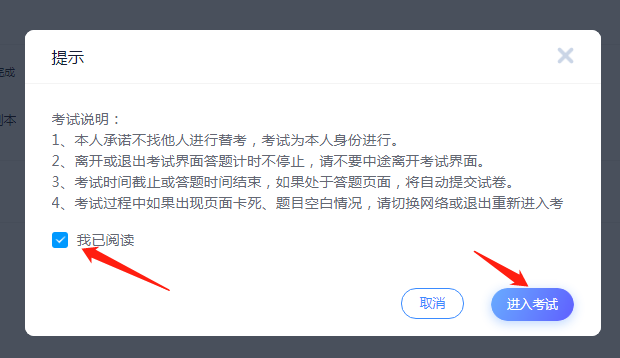 提示
完成
本
考试说明：
1、本人承诺不找他人进行替考，考试为本人身份进行。
2、离开或退出考试界面答题计时不停止，请不要中途离开考试界面。
3、考试时间截止或答题时间结束，如果处于答题页面，将自动提交试卷。
4、考试过程中如果出现页面卡死、题目空白情况，请切换网络或退出重新进入考
我已阅读
取消
进入考试